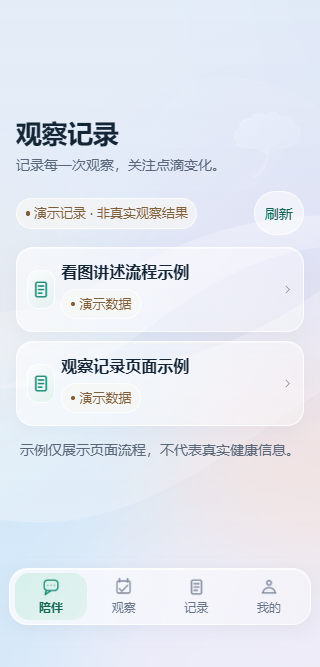 观察记录
记录每一次观察，关注点滴变化。
演示记录 · 非真实观察结果
刷新
看图讲述流程示例
演示数据
观察记录页面示例
演示数据
示例仅展示页面流程，不代表真实健康信息。
陪伴 观察 记录 我的